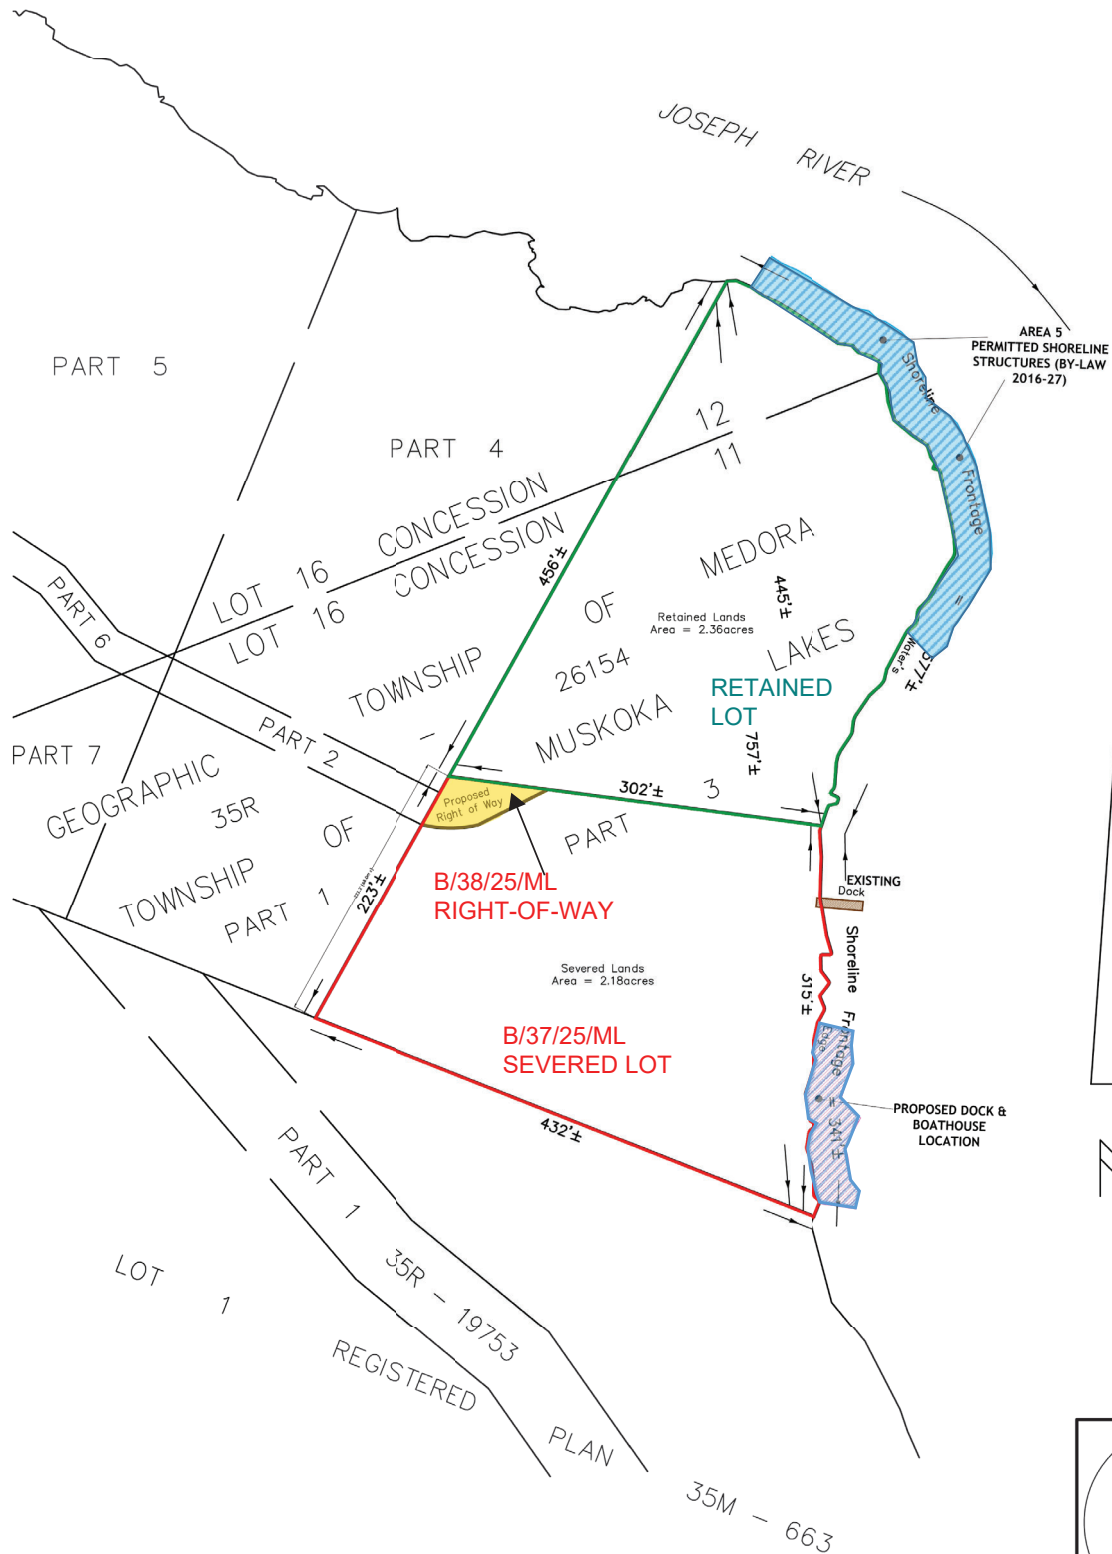 JOSEPH RIVER
AREA 5
PERMITTED SHORELINE
STRUCTURES (BY-LAW
2016-27)
Shoreline Frontage =
677'±
Water's
PART 5
PART 4
12
11
CONCESSION
CONCESSION
LOT 16
LOT 16
456'±
MEDORA
OF
TOWNSHIP
445'±
Retained Lands
Area = 2.36acres
LAKES
26154
MUSKOKA
RETAINED
LOT
757'±
PART 6
PART 2
PART 7
GEOGRAPHIC
35R
OF
TOWNSHIP
PART 1
302'±
3
PART
Proposed
Right of Way
B/38/25/ML
RIGHT-OF-WAY
223'±
EXISTING
Dock
Shoreline Frontage = 341'±
Edge
315'±
Severed Lands
Area = 2.18acres
B/37/25/ML
SEVERED LOT
432'±
PROPOSED DOCK &
BOATHOUSE
LOCATION
PART 1
35R - 19753
LOT 1
REGISTERED PLAN 35M - 663